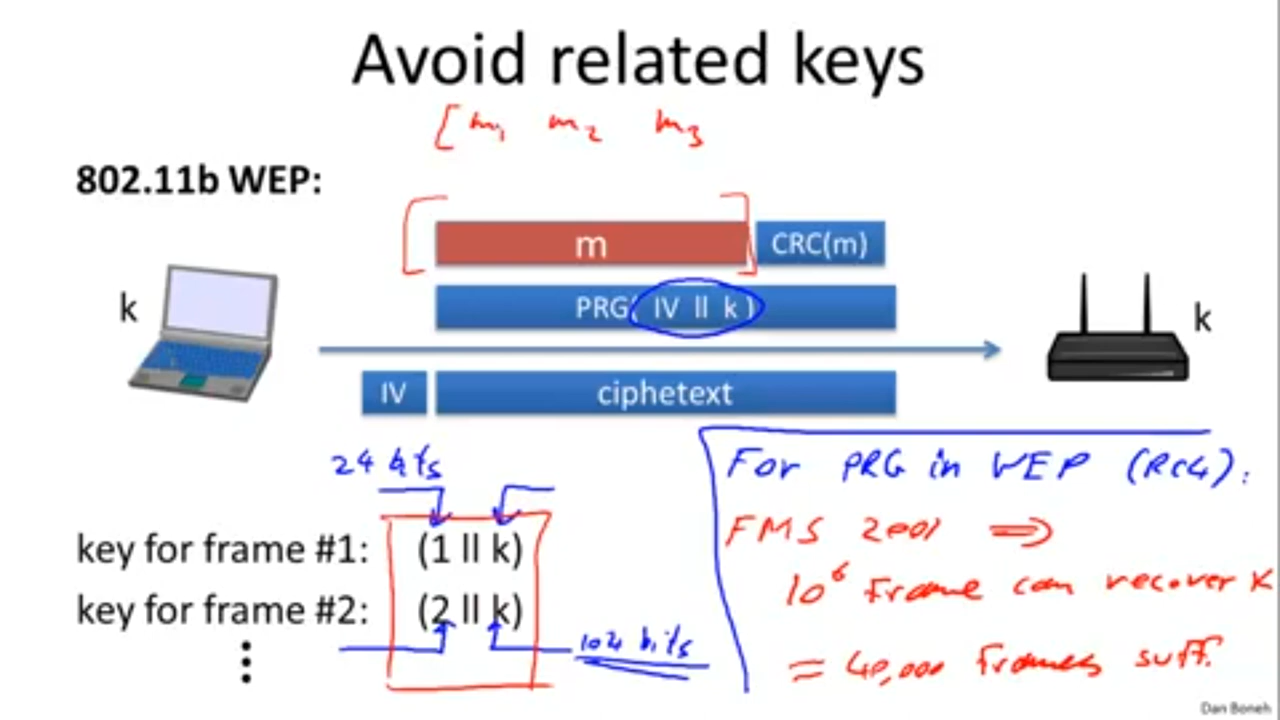 Avoid related keys
[ m1 m2 m3
802.11b WEP:
m CRC(m)
k PRG( IV ll k ) k
IV ciphetext
24 bits
For PRG in WEP (RC4):
key for frame #1: (1 ll k)
FMS 2001 ⇒
10⁶ Frame can recover k
key for frame #2: (2 ll k)
104 bits
= 40,000 frames suff.
Dan Boneh